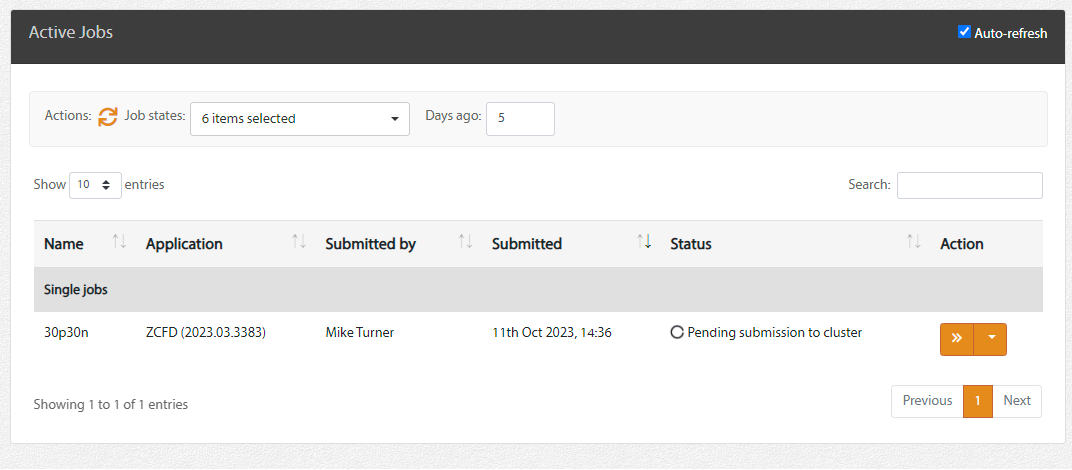 Active Jobs
Auto-refresh
Actions: Job states: 6 items selected Days ago: 5
Show 10 entries Search:
Name Application Submitted by Submitted Status Action
Single jobs
30p30n ZCFD (2023.03.3383) Mike Turner 11th Oct 2023, 14:36 Pending submission to cluster
Showing 1 to 1 of 1 entries
Previous 1 Next